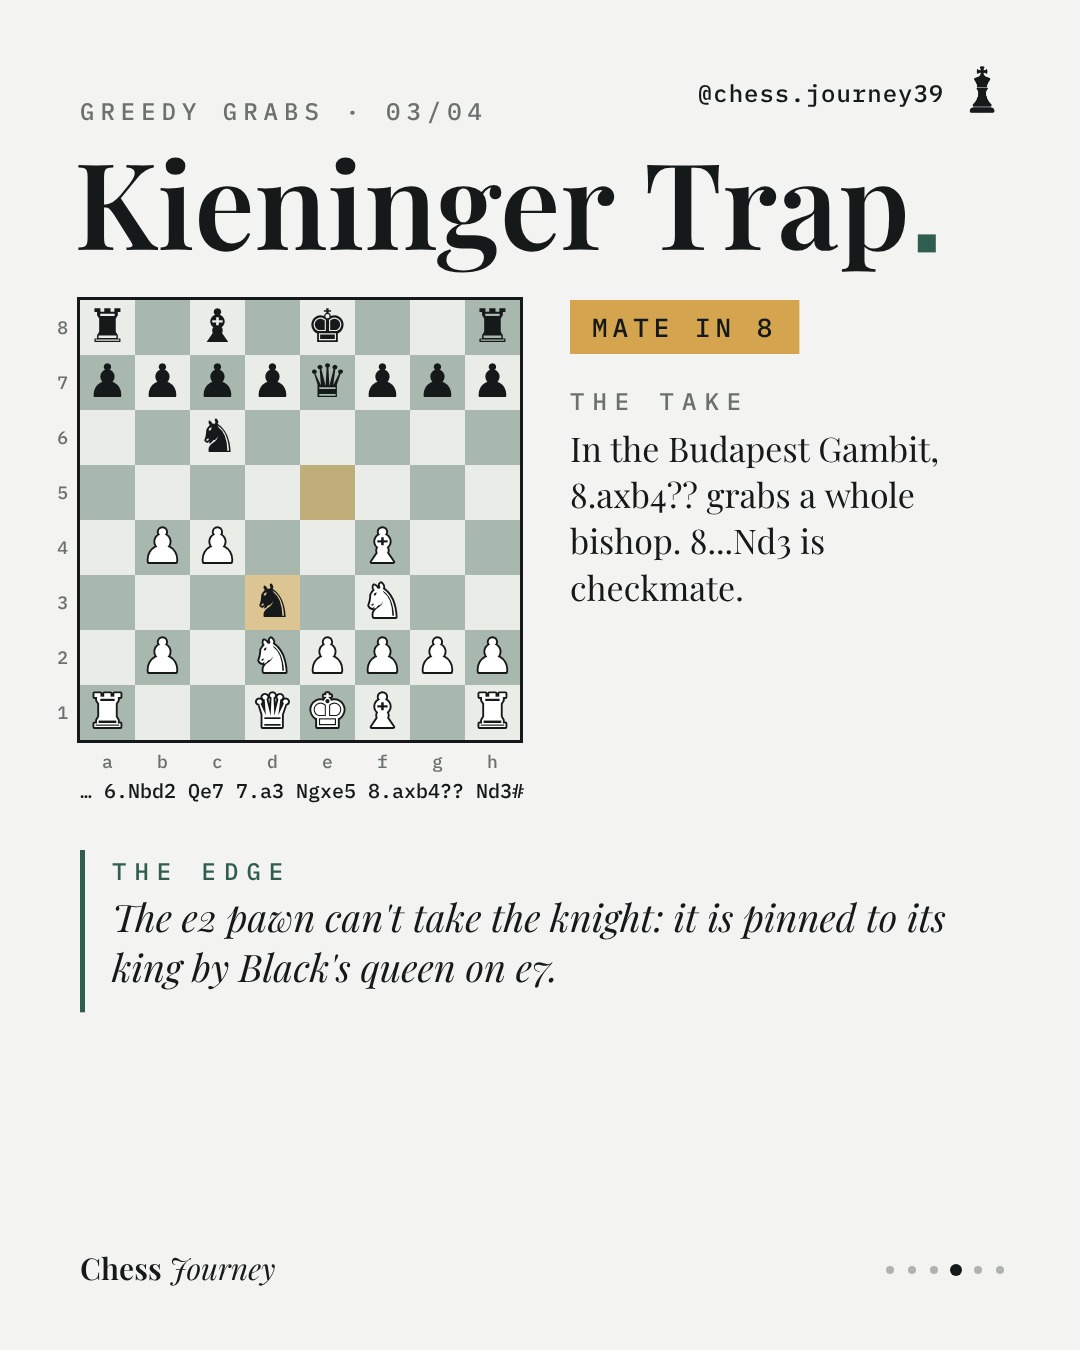 GREEDY GRABS · 03/04
@chess.journey39
Kieninger Trap.
8
7
6
5
4
3
2
1
a b c d e f g h
… 6.Nbd2 Qe7 7.a3 Ngxe5 8.axb4?? Nd3#
MATE IN 8
THE TAKE
In the Budapest Gambit,
8.axb4?? grabs a whole
bishop. 8...Nd3 is
checkmate.
THE EDGE
The e2 pawn can't take the knight: it is pinned to its
king by Black's queen on e7.
Chess Journey